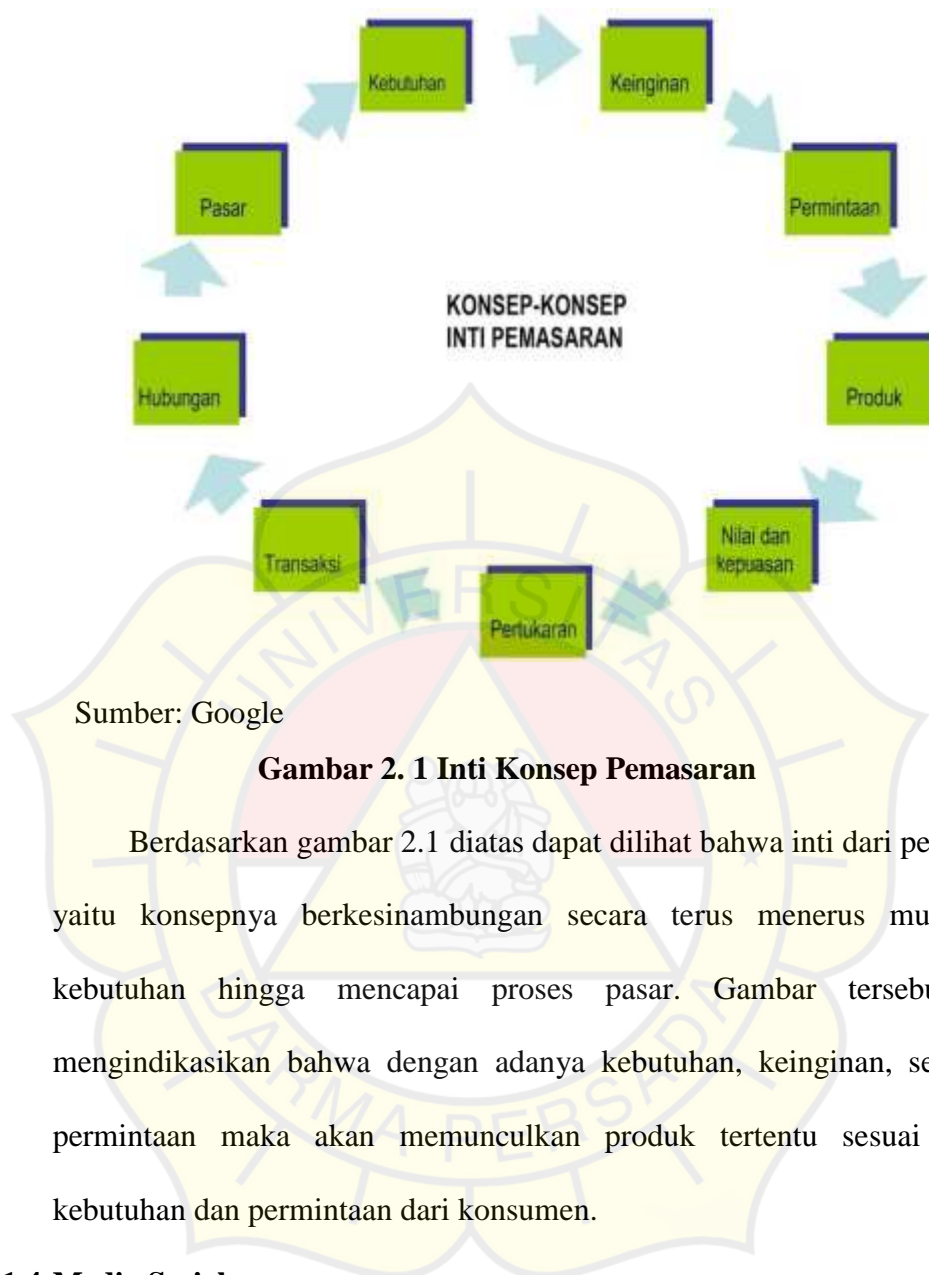 Kebutuhan
Keinginan
Permintaan
Produk
Nilai dan
kepuasan
Pertukaran
Transaksi
Hubungan
Pasar
KONSEP-KONSEP
INTI PEMASARAN
UNIVERSITAS
DARMA PERSADA
Sumber: Google
Gambar 2. 1 Inti Konsep Pemasaran
Berdasarkan gambar 2.1 diatas dapat dilihat bahwa inti dari pe
yaitu konsepnya berkesinambungan secara terus menerus mu
kebutuhan hingga mencapai proses pasar. Gambar tersebu
mengindikasikan bahwa dengan adanya kebutuhan, keinginan, se
permintaan maka akan memunculkan produk tertentu sesuai
kebutuhan dan permintaan dari konsumen.